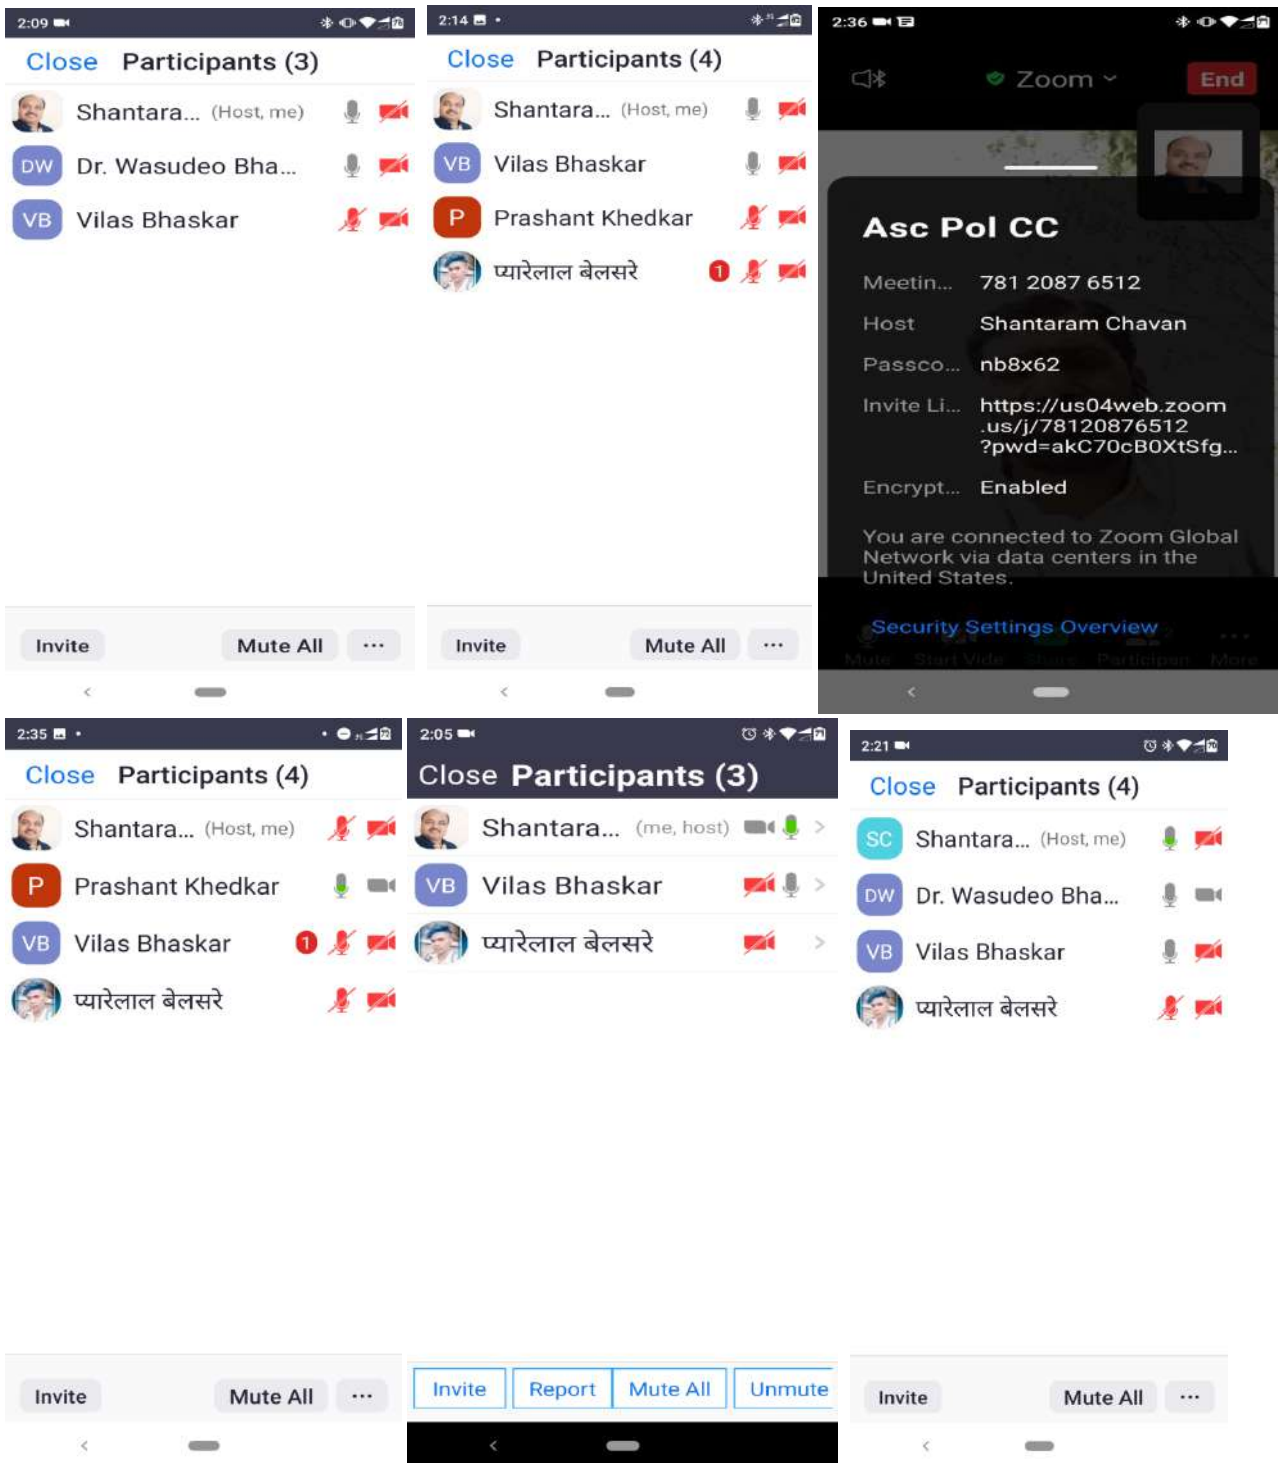 2:09
Close Participants (3)
Shantara... (Host, me)
DW Dr. Wasudeo Bha...
VB Vilas Bhaskar
Invite Mute All ...
2:14
Close Participants (4)
Shantara... (Host, me)
VB Vilas Bhaskar
P Prashant Khedkar
प्यारेलाल बेलसरे 1
Invite Mute All ...
2:36
Zoom End
Asc Pol CC
Meetin... 781 2087 6512
Host Shantaram Chavan
Passco... nb8x62
Invite Li... https://us04web.zoom
.us/j/78120876512
?pwd=akC70cB0XtSfg...
Encrypt... Enabled
You are connected to Zoom Global
Network via data centers in the
United States.
Security Settings Overview
Mute Start Vide Share Participan More
2:35
Close Participants (4)
Shantara... (Host, me)
P Prashant Khedkar
VB Vilas Bhaskar 1
प्यारेलाल बेलसरे
Invite Mute All ...
2:05
Close Participants (3)
Shantara... (me, host)
VB Vilas Bhaskar
प्यारेलाल बेलसरे
Invite Report Mute All Unmute
2:21
Close Participants (4)
SC Shantara... (Host, me)
DW Dr. Wasudeo Bha...
VB Vilas Bhaskar
प्यारेलाल बेलसरे
Invite Mute All ...